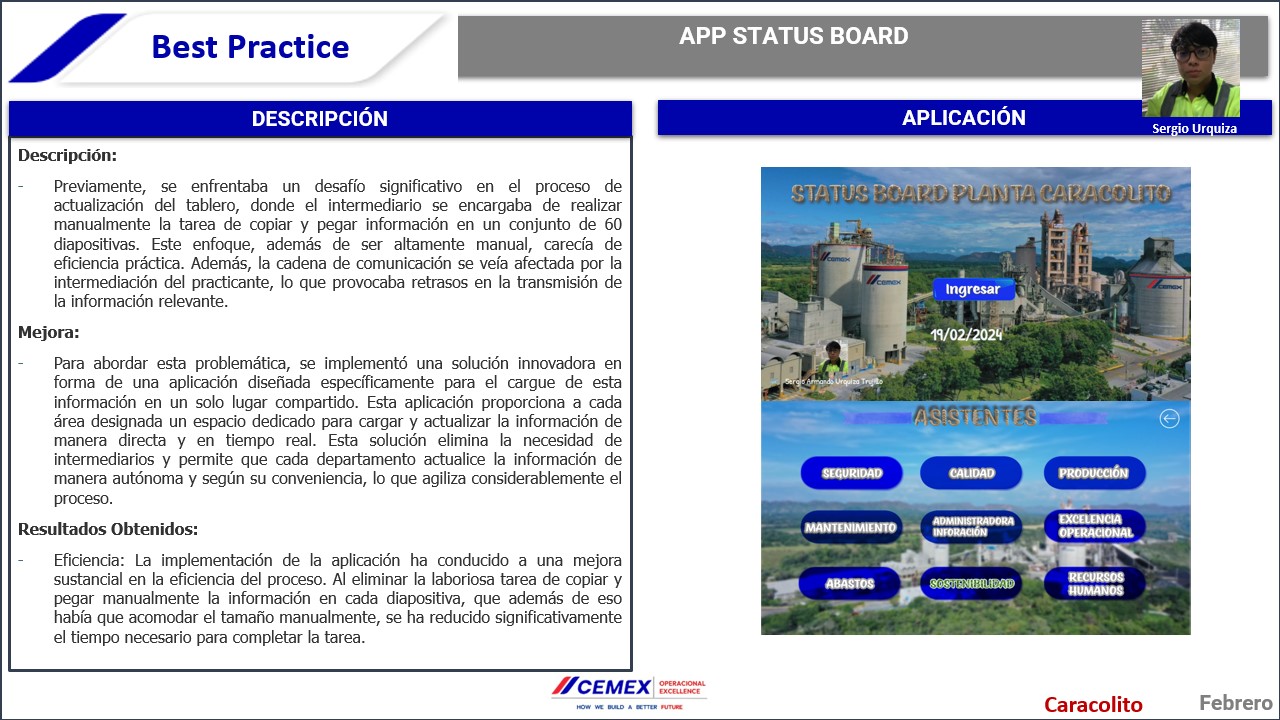 Best Practice
APP STATUS BOARD
DESCRIPCIÓN
Descripción:
- Previamente, se enfrentaba un desafío significativo en el proceso de
actualización del tablero, donde el intermediario se encargaba de realizar
manualmente la tarea de copiar y pegar información en un conjunto de 60
diapositivas. Este enfoque, además de ser altamente manual, carecía de
eficiencia práctica. Además, la cadena de comunicación se veía afectada por la
intermediación del practicante, lo que provocaba retrasos en la transmisión de
la información relevante.
Mejora:
- Para abordar esta problemática, se implementó una solución innovadora en
forma de una aplicación diseñada específicamente para el cargue de esta
información en un solo lugar compartido. Esta aplicación proporciona a cada
área designada un espacio dedicado para cargar y actualizar la información de
manera directa y en tiempo real. Esta solución elimina la necesidad de
intermediarios y permite que cada departamento actualice la información de
manera autónoma y según su conveniencia, lo que agiliza considerablemente el
proceso.
Resultados Obtenidos:
- Eficiencia: La implementación de la aplicación ha conducido a una mejora
sustancial en la eficiencia del proceso. Al eliminar la laboriosa tarea de copiar y
pegar manualmente la información en cada diapositiva, que además de eso
había que acomodar el tamaño manualmente, se ha reducido significativamente
el tiempo necesario para completar la tarea.
APLICACIÓN
Sergio Urquiza
STATUS BOARD PLANTA CARACOLITO
CEMEX
CEMEX
Ingresar
19/02/2024
Sergio Armando Urquiza Trujillo
ASISTENTES
SEGURIDAD
CALIDAD
PRODUCCIÓN
MANTENIMIENTO
ADMINISTRADORA
INFORACIÓN
EXCELENCIA
OPERACIONAL
ABASTOS
SOSTENIBILIDAD
RECURSOS
HUMANOS
CEMEX
OPERACIONAL
EXCELLENCE
HOW WE BUILD A BETTER FUTURE
Caracolito
Febrero